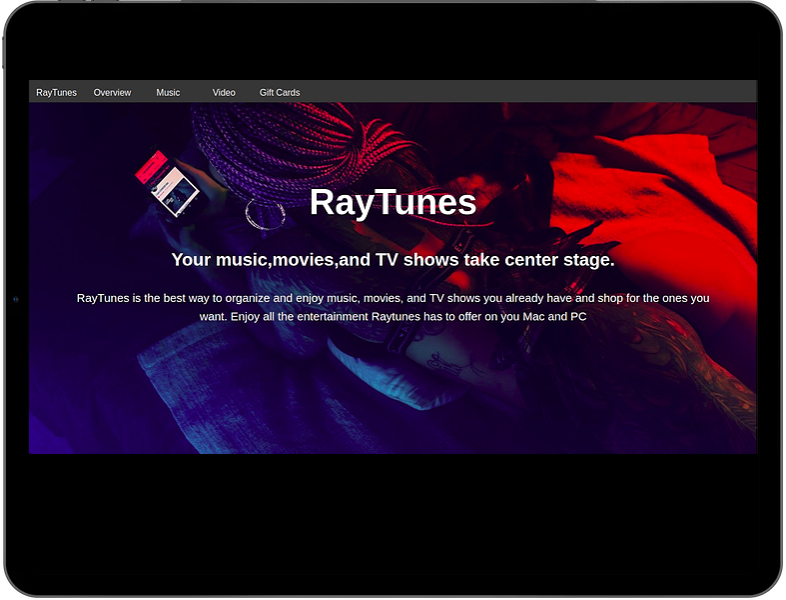 RayTunes Overview Music Video Gift Cards
RayTunes
Your music,movies,and TV shows take center stage.
RayTunes is the best way to organize and enjoy music, movies, and TV shows you already have and shop for the ones you
want. Enjoy all the entertainment Raytunes has to offer on you Mac and PC